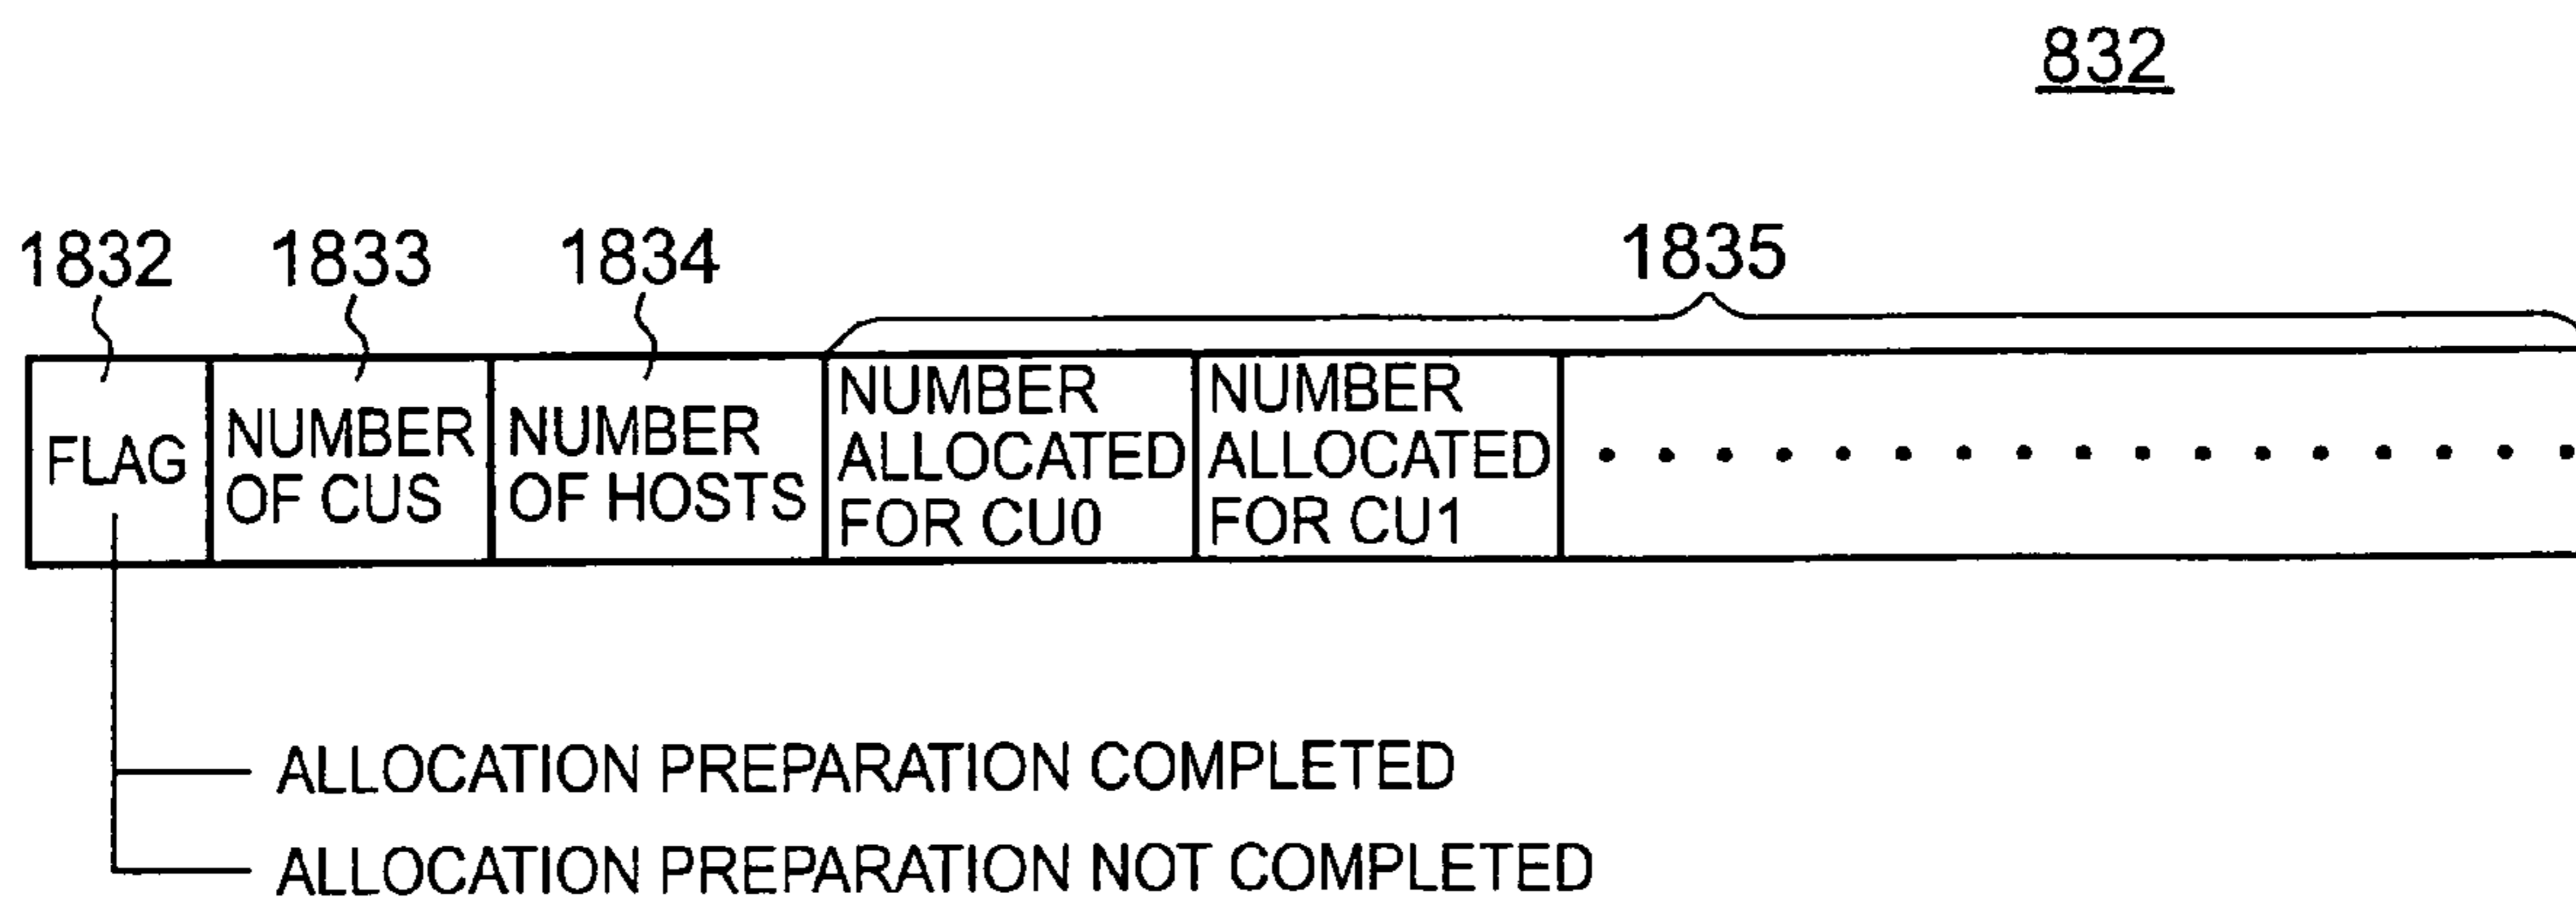 832
1832 1833 1834 1835
FLAG
NUMBER
OF CUS
NUMBER
OF HOSTS
NUMBER
ALLOCATED
FOR CU0
NUMBER
ALLOCATED
FOR CU1
. . . . . . . . . . . . . . . . .
ALLOCATION PREPARATION COMPLETED
ALLOCATION PREPARATION NOT COMPLETED